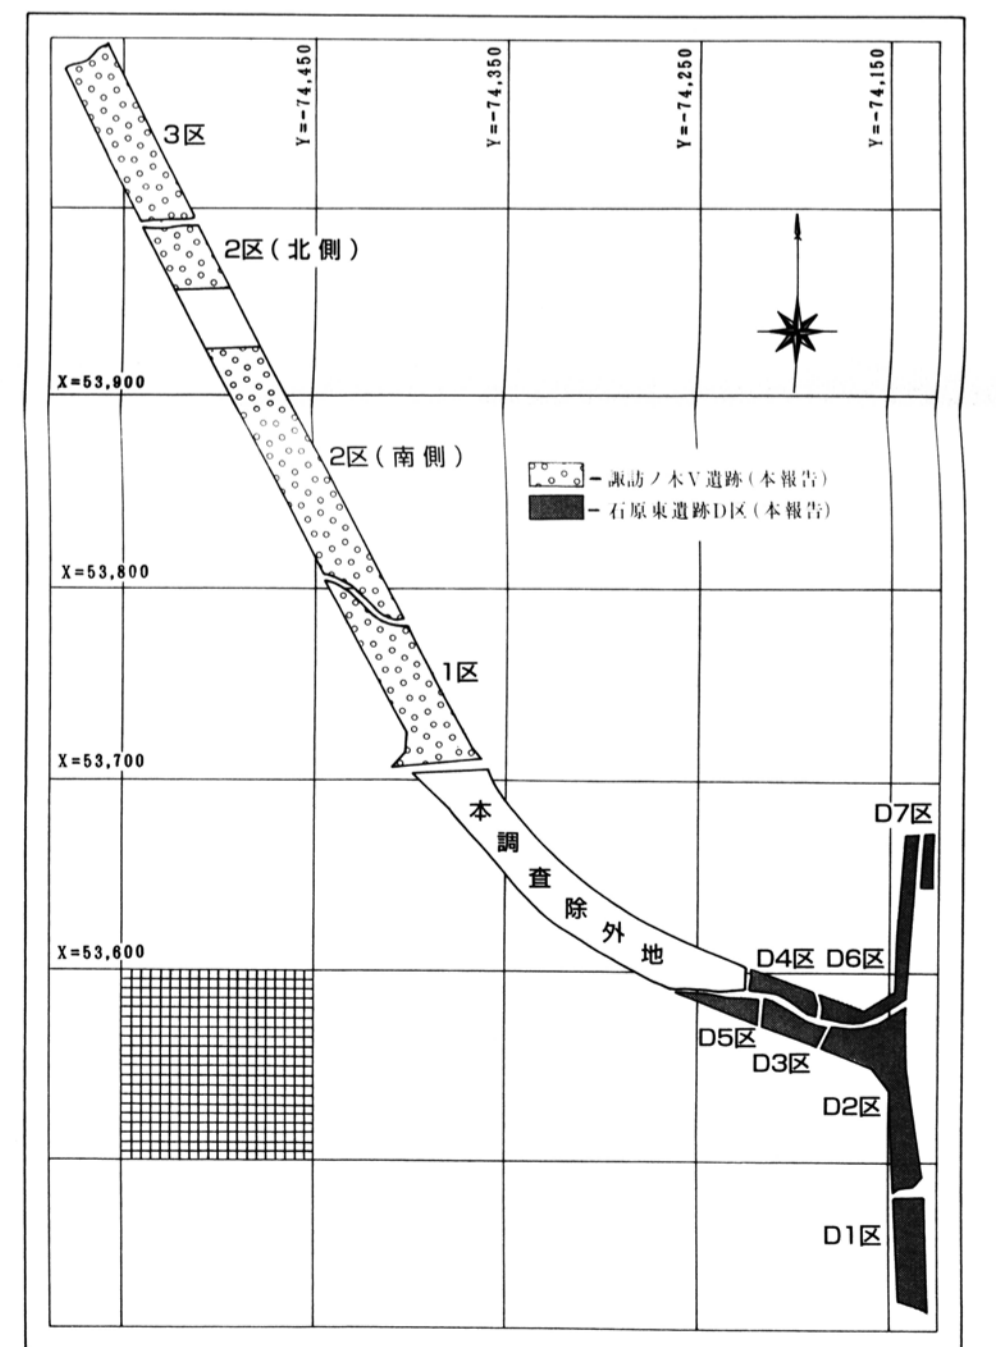 Y=-74,450
Y=-74,350
Y=-74,250
Y=-74,150
3区
2区(北側)
X=53,900
2区(南側)
諏訪ノ木V遺跡(本報告)
石原東遺跡D区(本報告)
X=53,800
1区
X=53,700
本調査除外地
D7区
X=53,600
D4区
D6区
D5区
D3区
D2区
D1区